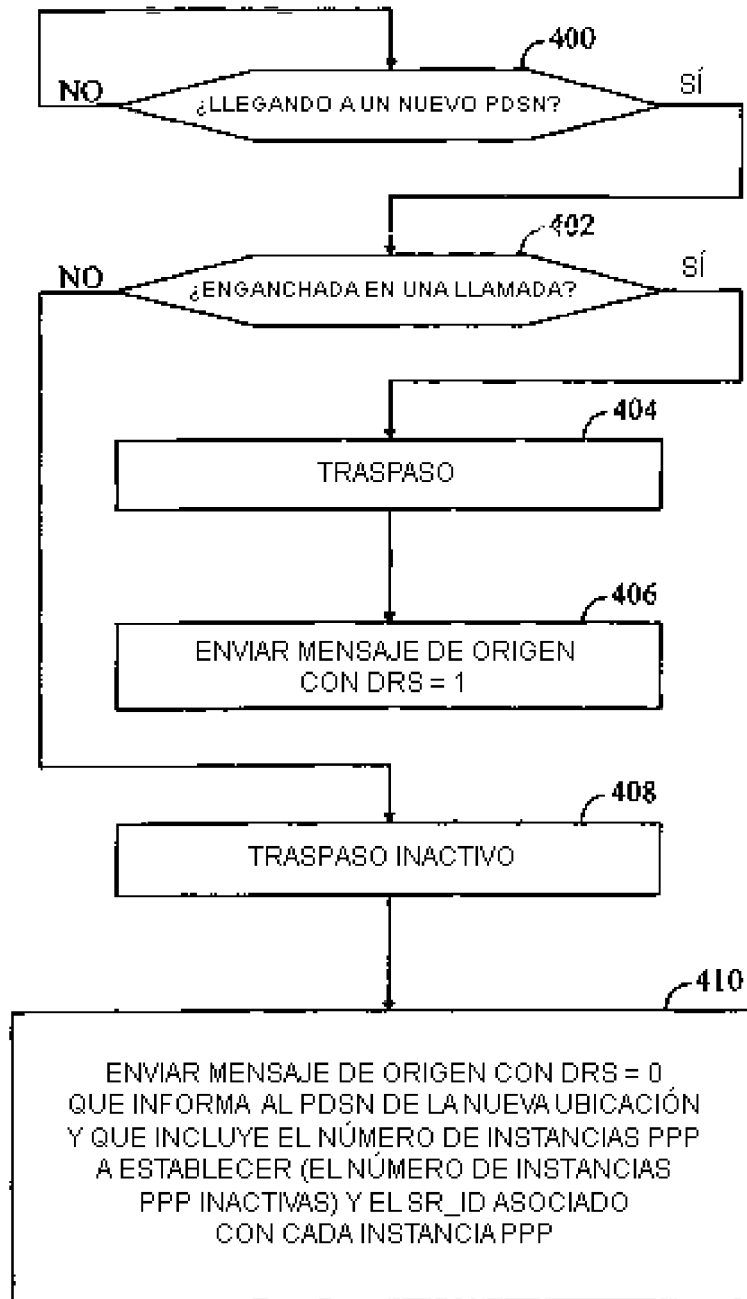 400
NO
¿LLEGANDO A UN NUEVO PDSN?
SÍ
402
NO
¿ENGANCHADA EN UNA LLAMADA?
SÍ
404
TRASPASO
406
ENVIAR MENSAJE DE ORIGEN
CON DRS = 1
408
TRASPASO INACTIVO
410
ENVIAR MENSAJE DE ORIGEN CON DRS = 0
QUE INFORMA AL PDSN DE LA NUEVA UBICACIÓN
Y QUE INCLUYE EL NÚMERO DE INSTANCIAS PPP
A ESTABLECER (EL NÚMERO DE INSTANCIAS
PPP INACTIVAS) Y EL SR_ID ASOCIADO
CON CADA INSTANCIA PPP